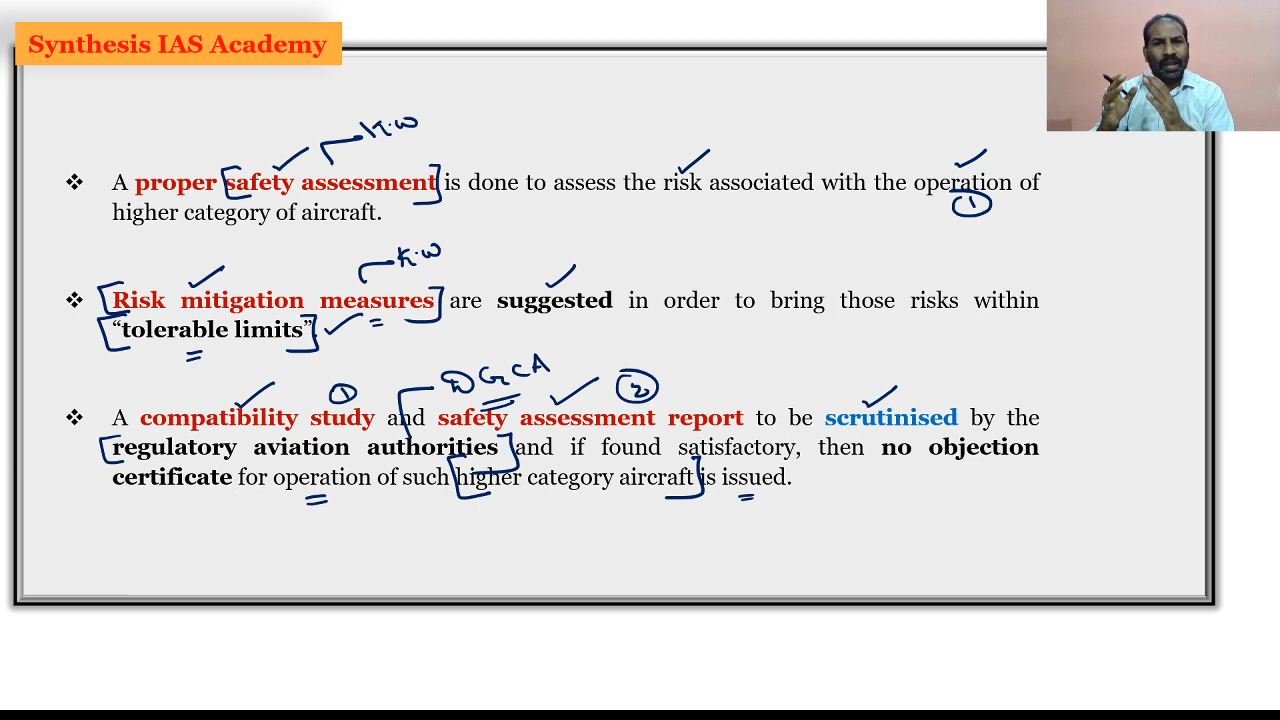 Synthesis IAS Academy
K.W
❖ A proper safety assessment is done to assess the risk associated with the operation of
①
higher category of aircraft.
K.W
❖ Risk mitigation measures are suggested in order to bring those risks within
“tolerable limits”.
DGCA
① ②
❖ A compatibility study and safety assessment report to be scrutinised by the
regulatory aviation authorities and if found satisfactory, then no objection
certificate for operation of such higher category aircraft is issued.